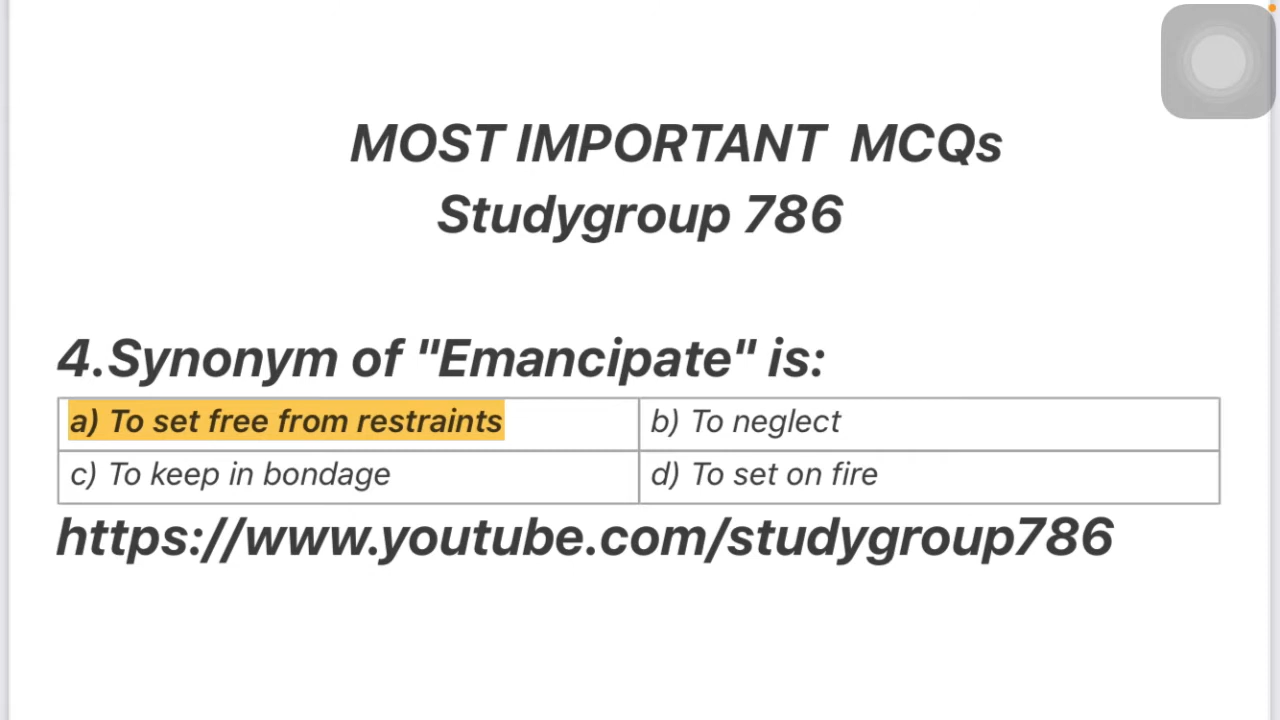 MOST IMPORTANT MCQs
Studygroup 786
4.Synonym of "Emancipate" is:
a) To set free from restraints b) To neglect
c) To keep in bondage d) To set on fire
https://www.youtube.com/studygroup786